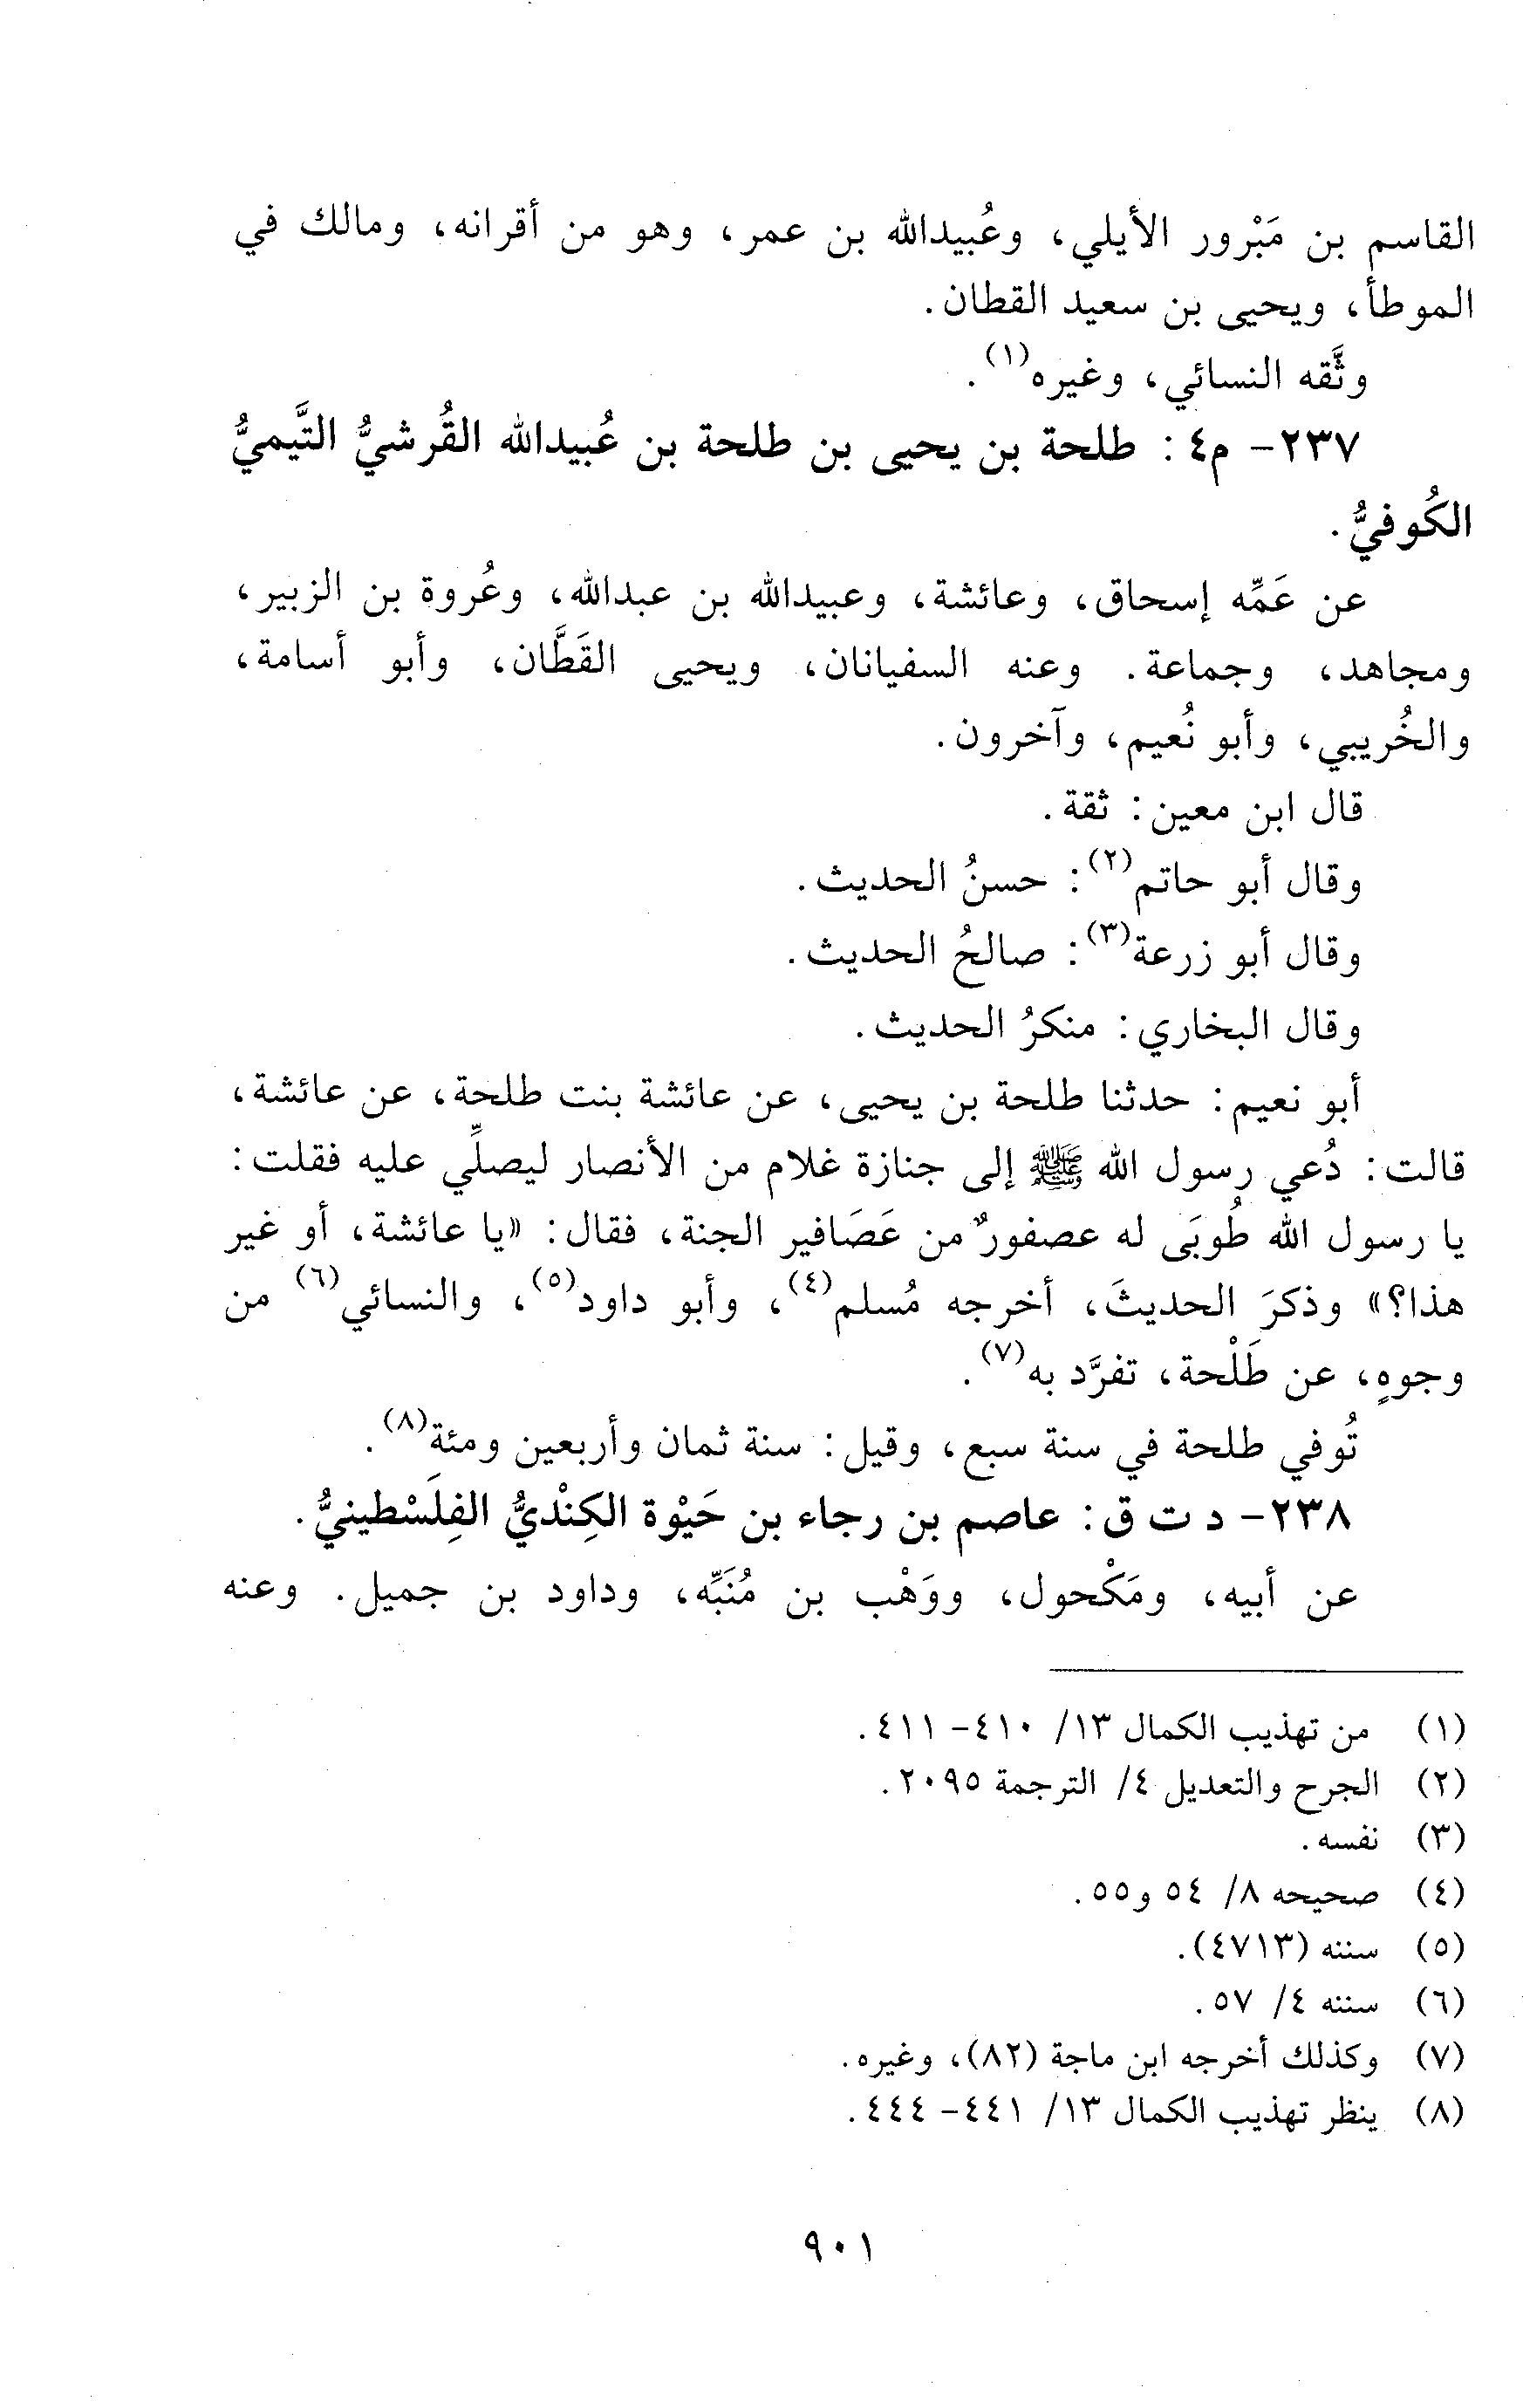 القاسم بن مَبْرور الأيلي، وعُبيدالله بن عمر، وهو من أقرانه، ومالك في
الموطأ، ويحيى بن سعيد القطان.
وثَّقه النسائي، وغيره(١).
٢٣٧- م٤: طلحة بن يحيى بن طلحة بن عُبيدالله القُرشيُّ التَّيميُّ
الكُوفيُّ.
عن عَمِّه إسحاق، وعائشة، وعبيدالله بن عبدالله، وعُروة بن الزبير،
ومجاهد، وجماعة. وعنه السفيانان، ويحيى القَطَّان، وأبو أسامة،
والخُريبي، وأبو نُعيم، وآخرون.
قال ابن معين: ثقة.
وقال أبو حاتم(٢): حسنُ الحديث.
وقال أبو زرعة(٣): صالحُ الحديث.
وقال البخاري: منكرُ الحديث.
أبو نعيم: حدثنا طلحة بن يحيى، عن عائشة بنت طلحة، عن عائشة،
قالت: دُعي رسول الله ﷺ إلى جنازة غلام من الأنصار ليصلِّي عليه فقلت:
يا رسول الله طُوبَى له عصفورٌ من عَصَافير الجنة، فقال: «يا عائشة، أو غير
هذا؟» وذكرَ الحديثَ، أخرجه مُسلم(٤)، وأبو داود(٥)، والنسائي(٦) من
وجوهٍ، عن طَلْحة، تفرَّد به(٧).
تُوفي طلحة في سنة سبع، وقيل: سنة ثمان وأربعين ومئة(٨).
٢٣٨- د ت ق: عاصم بن رجاء بن حَيْوة الكِنْديُّ الفِلَسْطينيُّ.
عن أبيه، ومَكْحول، ووَهْب بن مُنَبِّه، وداود بن جميل. وعنه
(١) من تهذيب الكمال ١٣/ ٤١٠- ٤١١.
(٢) الجرح والتعديل ٤/ الترجمة ٢٠٩٥.
(٣) نفسه.
(٤) صحيحه ٨/ ٥٤ و٥٥.
(٥) سننه (٤٧١٣).
(٦) سننه ٤/ ٥٧.
(٧) وكذلك أخرجه ابن ماجة (٨٢)، وغيره.
(٨) ينظر تهذيب الكمال ١٣/ ٤٤١- ٤٤٤.
٩٠١